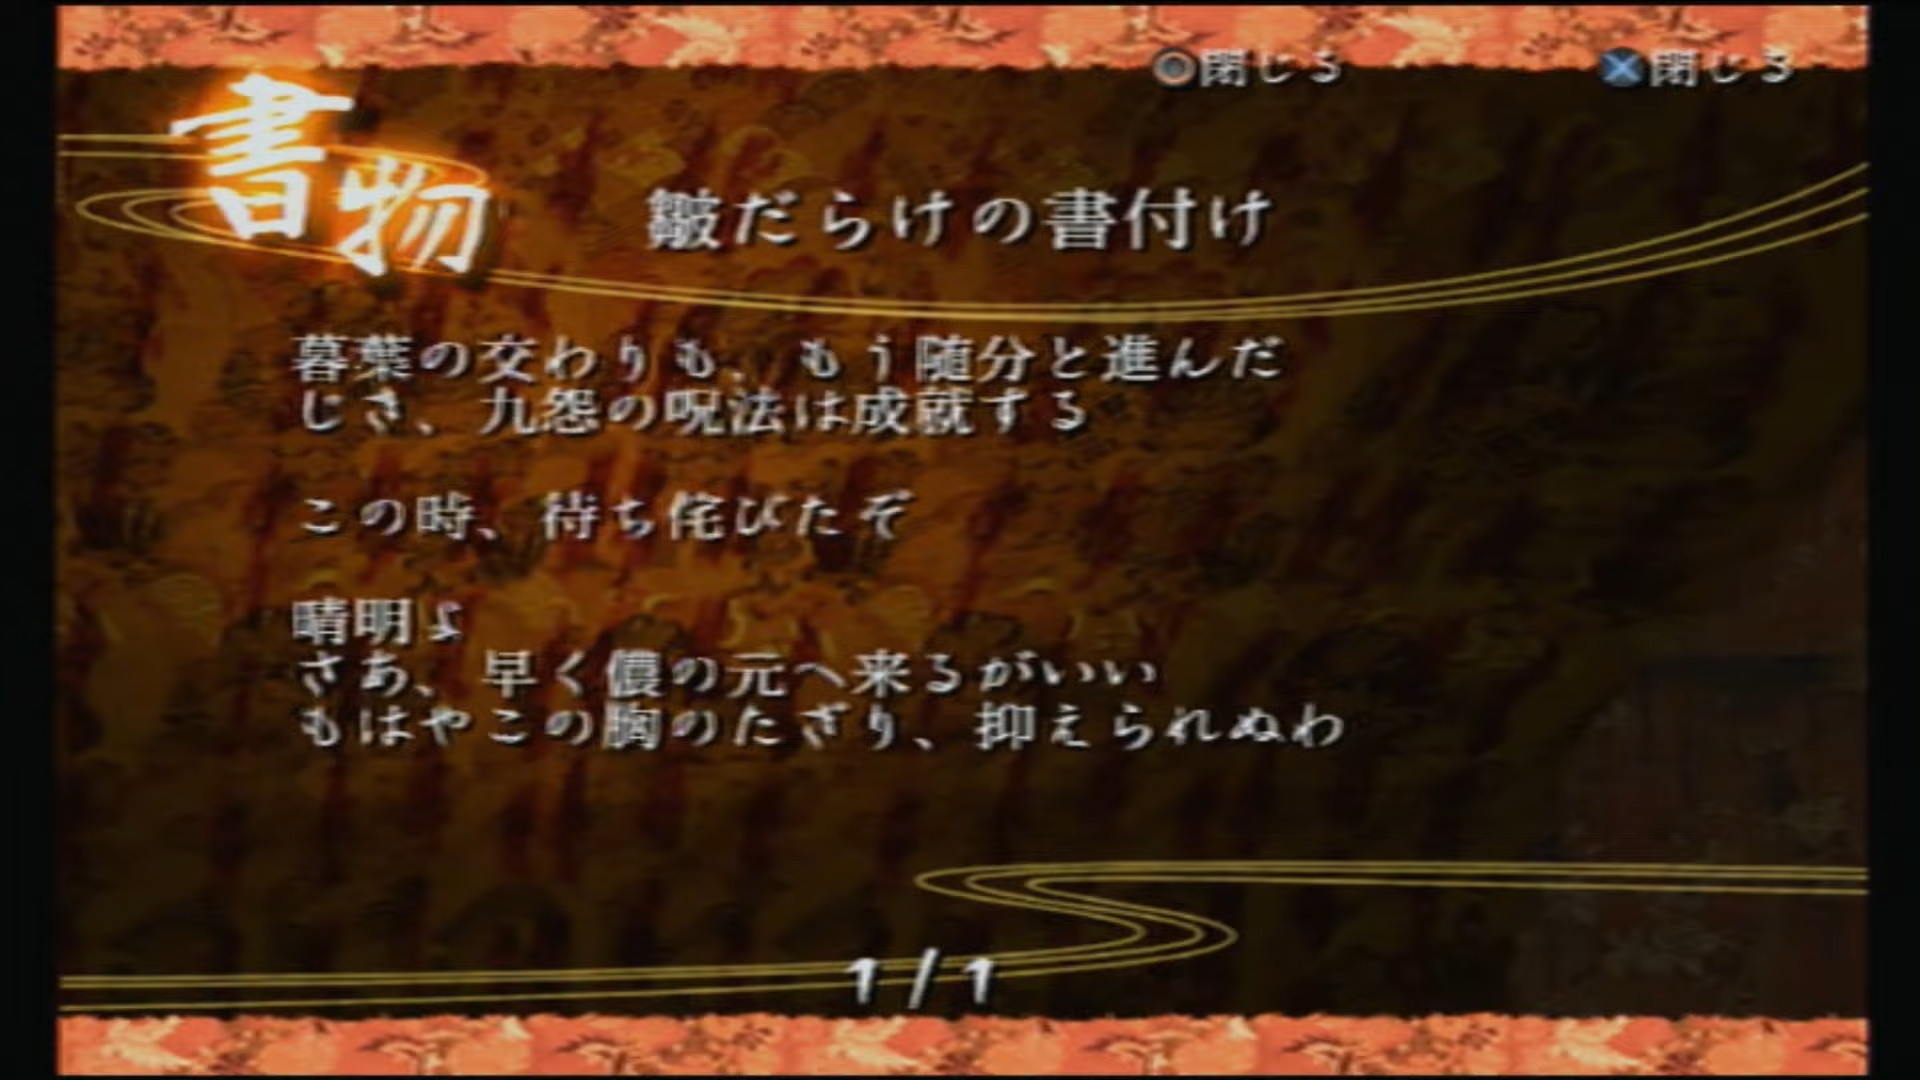 閉じる
閉じる
書物
皺だらけの書付け
暮葉の交わりも、もう随分と進んだ
じき、九怨の呪法は成就する
この時、待ち侘びたぞ
晴明よ
さあ、早く儂の元へ来るがいい
もはやこの胸のたぎり、抑えられぬわ
1/1